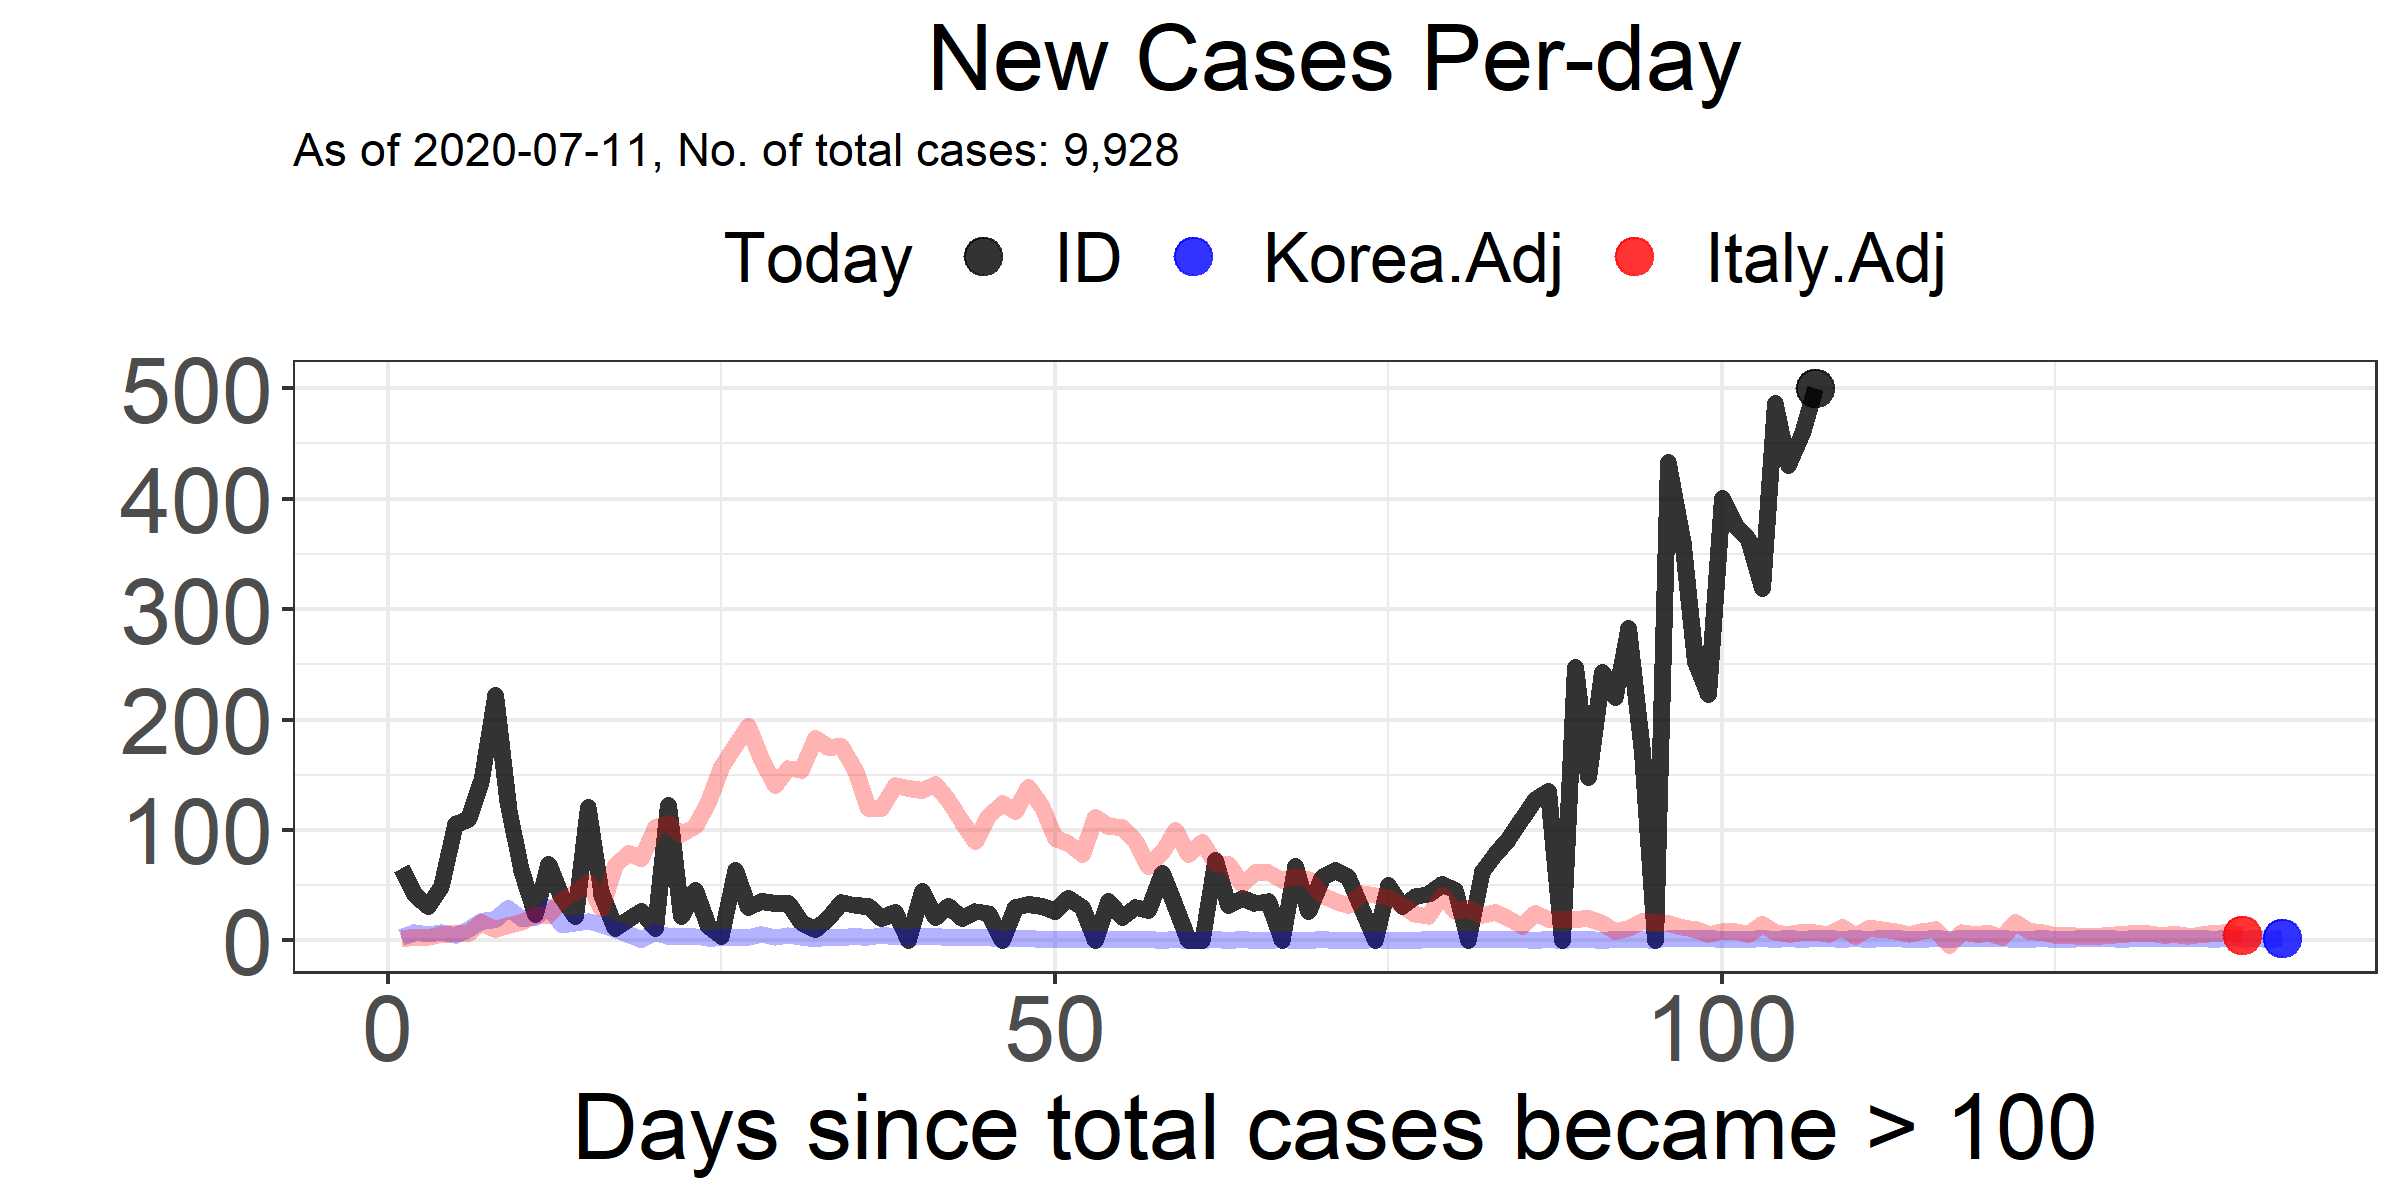 New Cases Per-day
As of 2020-07-11, No. of total cases: 9,928
Today ID Korea.Adj Italy.Adj
500
400
300
200
100
0
0 50 100
Days since total cases became > 100